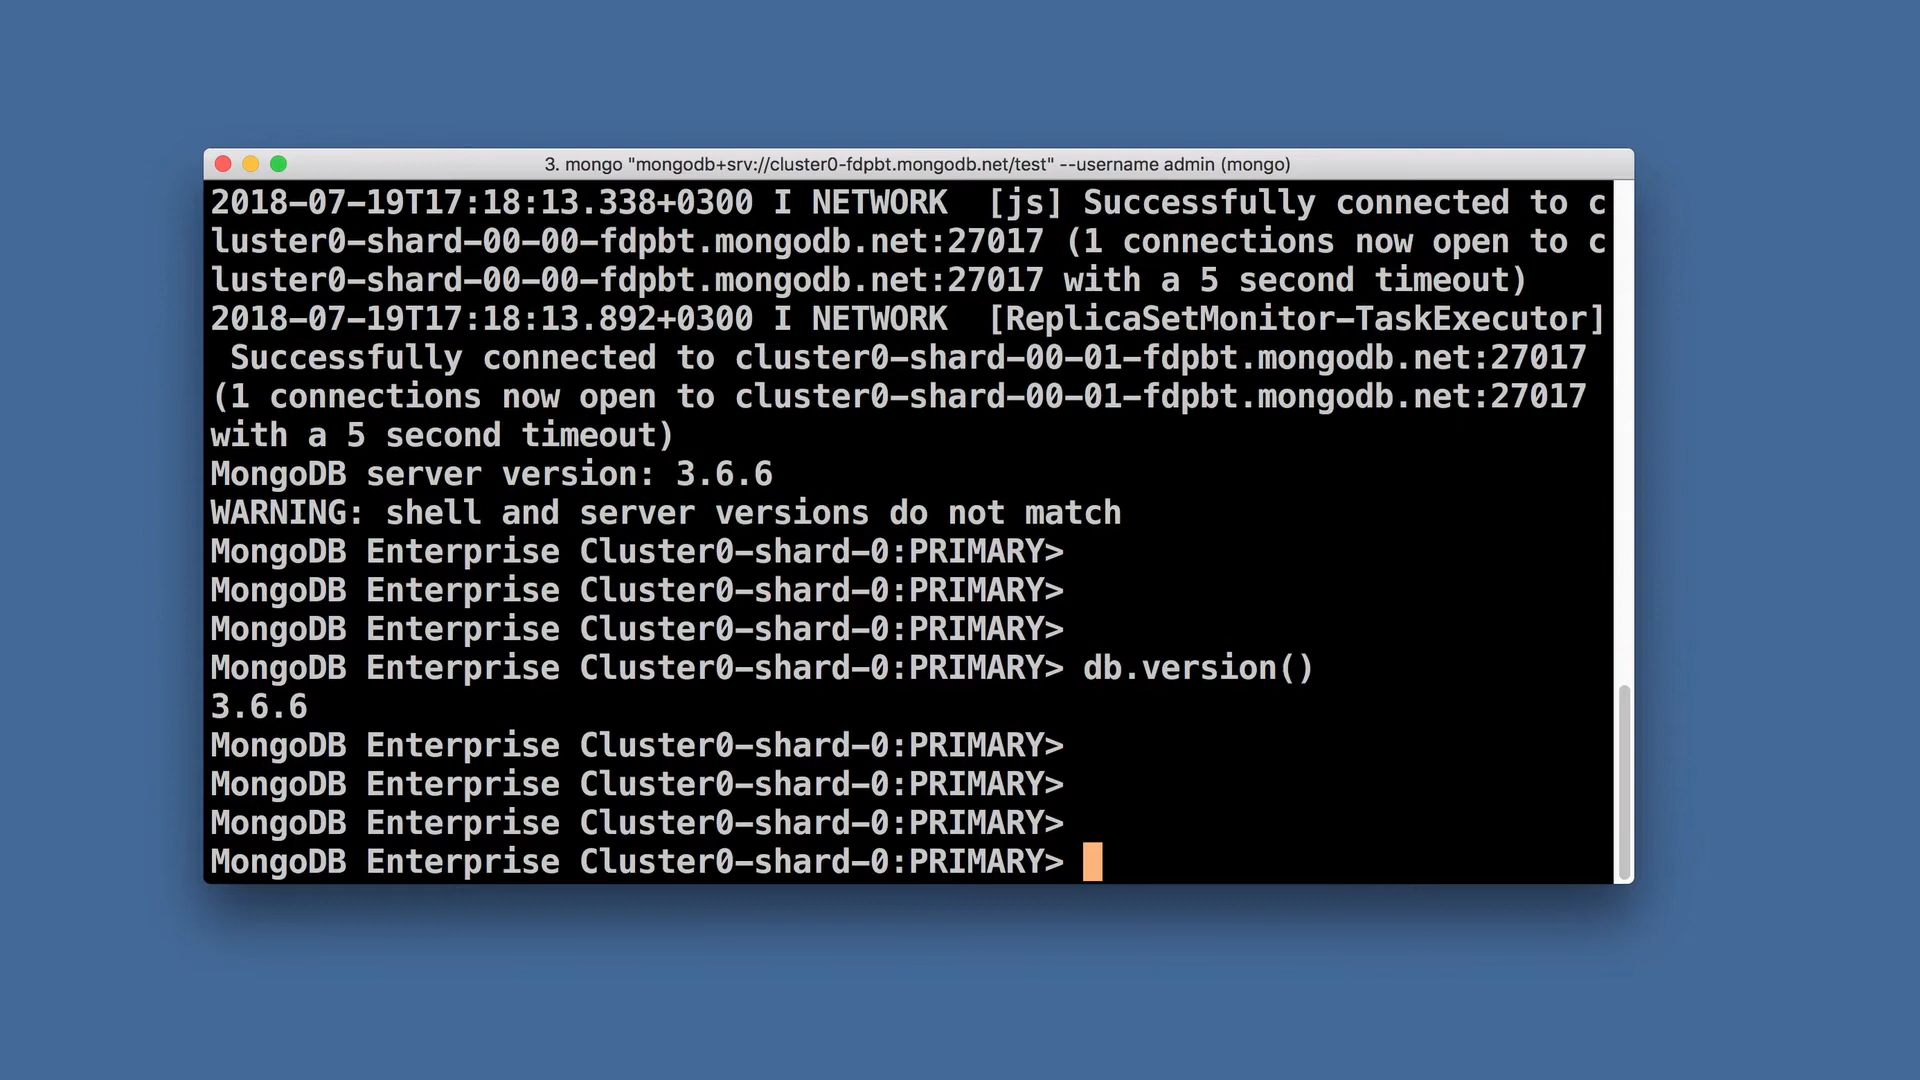 3. mongo "mongodb+srv://cluster0-fdpbt.mongodb.net/test" --username admin (mongo)
2018-07-19T17:18:13.338+0300 I NETWORK  [js] Successfully connected to c
luster0-shard-00-00-fdpbt.mongodb.net:27017 (1 connections now open to c
luster0-shard-00-00-fdpbt.mongodb.net:27017 with a 5 second timeout)
2018-07-19T17:18:13.892+0300 I NETWORK  [ReplicaSetMonitor-TaskExecutor]
 Successfully connected to cluster0-shard-00-01-fdpbt.mongodb.net:27017
(1 connections now open to cluster0-shard-00-01-fdpbt.mongodb.net:27017
with a 5 second timeout)
MongoDB server version: 3.6.6
WARNING: shell and server versions do not match
MongoDB Enterprise Cluster0-shard-0:PRIMARY>
MongoDB Enterprise Cluster0-shard-0:PRIMARY>
MongoDB Enterprise Cluster0-shard-0:PRIMARY>
MongoDB Enterprise Cluster0-shard-0:PRIMARY> db.version()
3.6.6
MongoDB Enterprise Cluster0-shard-0:PRIMARY>
MongoDB Enterprise Cluster0-shard-0:PRIMARY>
MongoDB Enterprise Cluster0-shard-0:PRIMARY>
MongoDB Enterprise Cluster0-shard-0:PRIMARY>